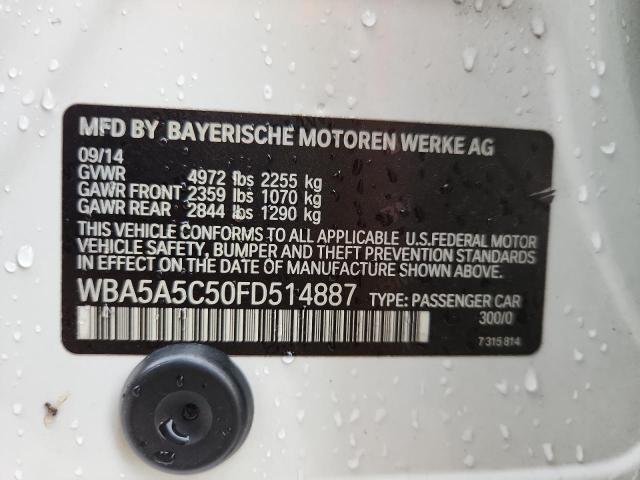 MFD BY BAYERISCHE MOTOREN WERKE AG
09/14
GVWR 4972 lbs 2255 kg
GAWR FRONT 2359 lbs 1070 kg
GAWR REAR 2844 lbs 1290 kg
THIS VEHICLE CONFORMS TO ALL APPLICABLE U.S.FEDERAL MOTOR
VEHICLE SAFETY, BUMPER AND THEFT PREVENTION STANDARDS
IN EFFECT ON THE DATE OF MANUFACTURE SHOWN ABOVE.
WBA5A5C50FD514887 TYPE: PASSENGER CAR
300/0
7 315 814